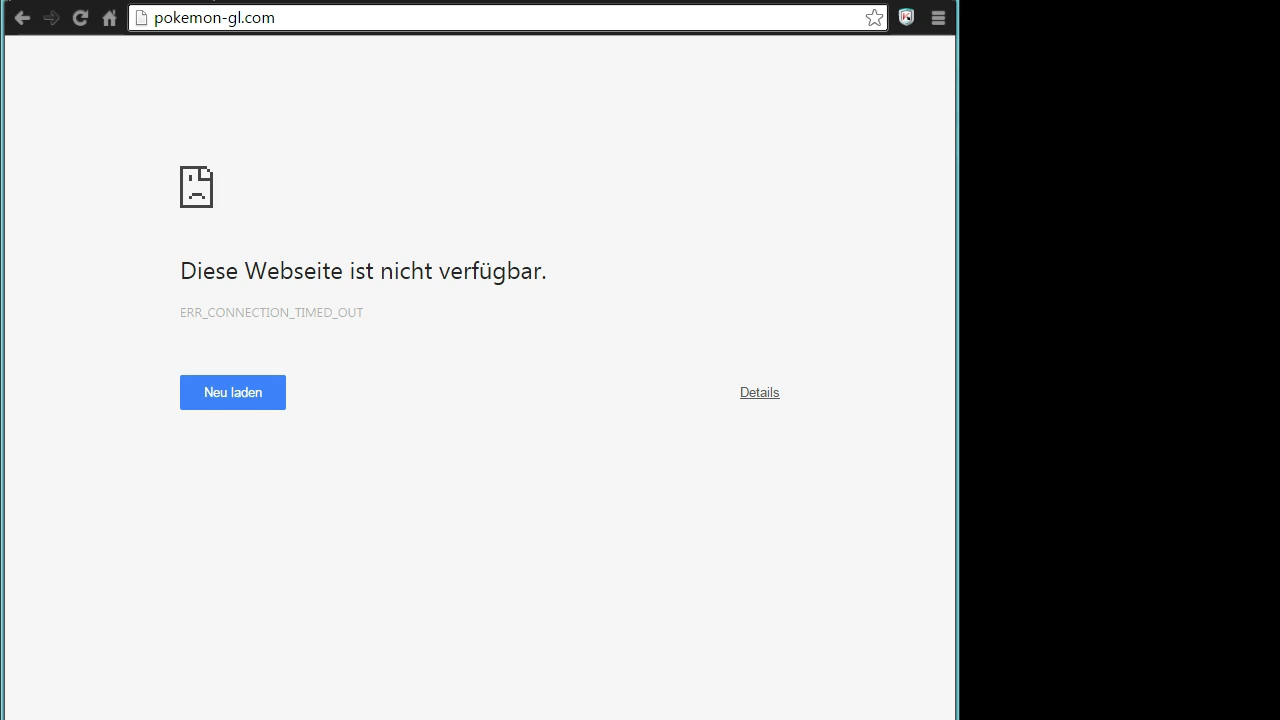 pokemon-gl.com
Diese Webseite ist nicht verfügbar.
ERR_CONNECTION_TIMED_OUT
Neu laden
Details